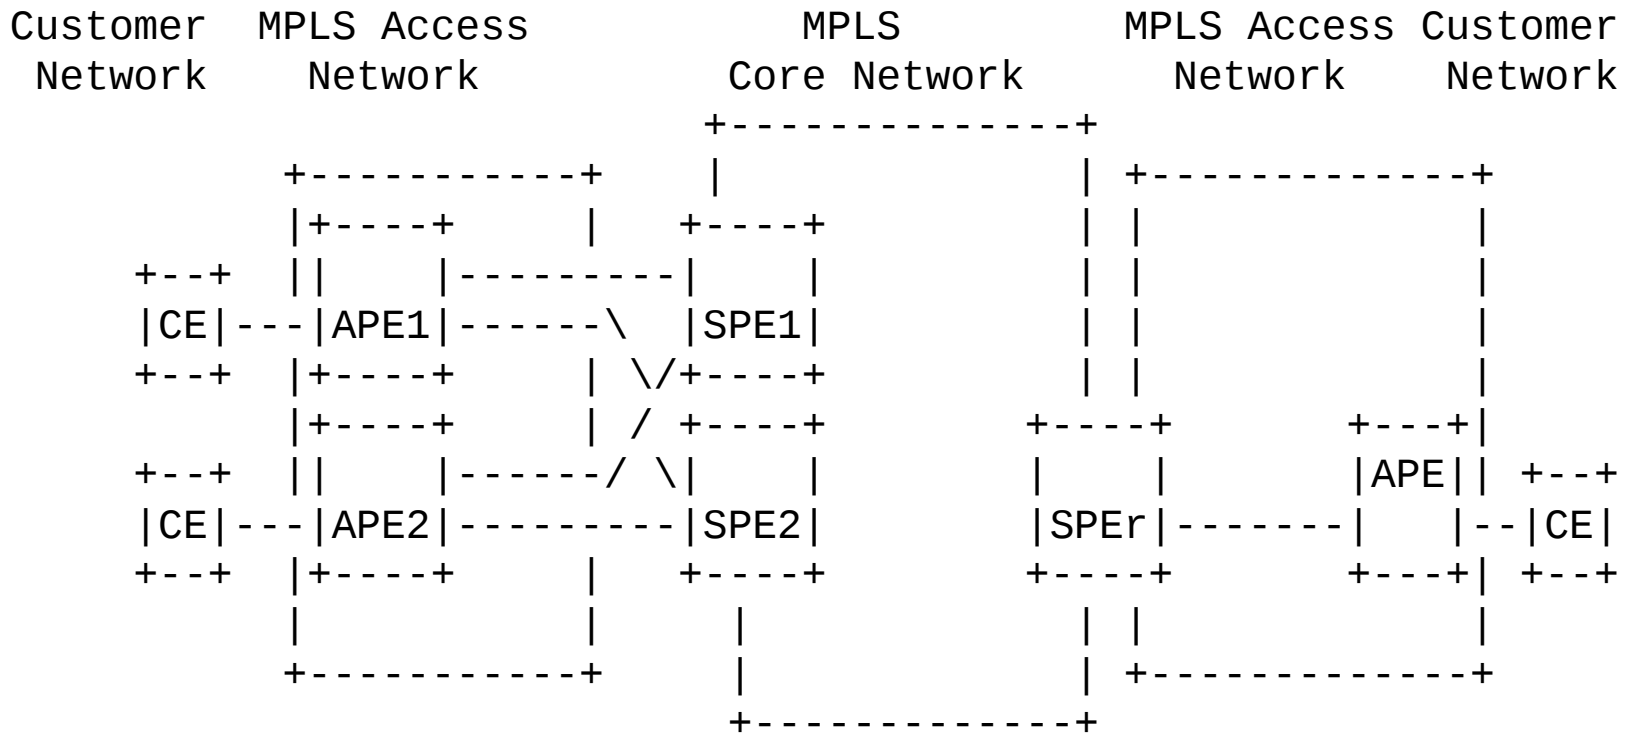 Customer MPLS Access MPLS MPLS Access Customer
Network Network Core Network Network Network
CE APE1 SPE1
APE
CE APE2 SPE2 SPEr CE